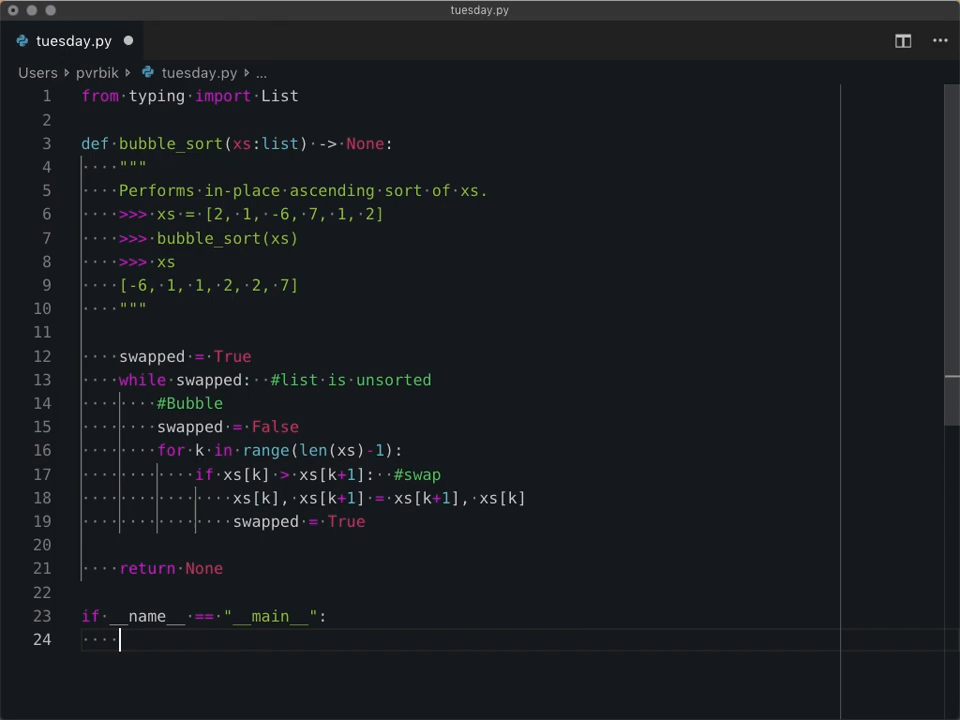 tuesday.py
tuesday.py
Users pvrbik tuesday.py ...
1 from typing import List
2
3 def bubble_sort(xs:list) -> None:
4 """
5 Performs in-place ascending sort of xs.
6 >>> xs = [2, 1, -6, 7, 1, 2]
7 >>> bubble_sort(xs)
8 >>> xs
9 [-6, 1, 1, 2, 2, 7]
10 """
11
12 swapped = True
13 while swapped: #list is unsorted
14 #Bubble
15 swapped = False
16 for k in range(len(xs)-1):
17 if xs[k] > xs[k+1]: #swap
18 xs[k], xs[k+1] = xs[k+1], xs[k]
19 swapped = True
20
21 return None
22
23 if __name__ == "__main__":
24